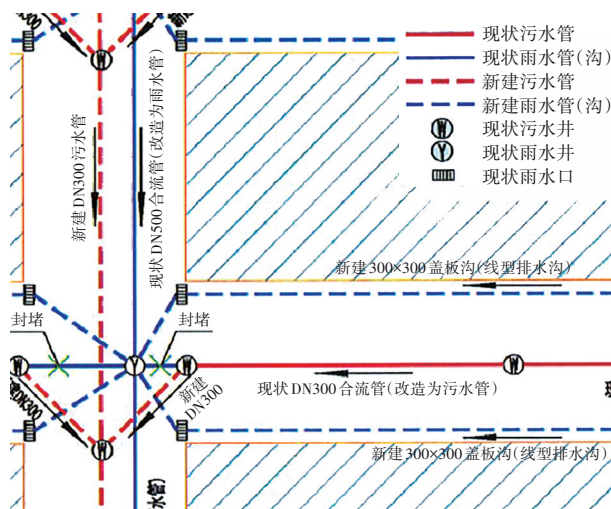 现状污水管
现状雨水管(沟)
新建污水管
新建雨水管(沟)
W
现状污水井
Y
现状雨水井
现状雨水口
W
新建DN300污水管
现状DN500合流管(改造为雨水管)
新建300×300盖板沟(线型排水沟)
封堵
封堵
W
Y
W
W
新建
DN300
现状DN300合流管(改造为污水管)
DN300
W
新建300×300盖板沟(线型排水沟)
水管)